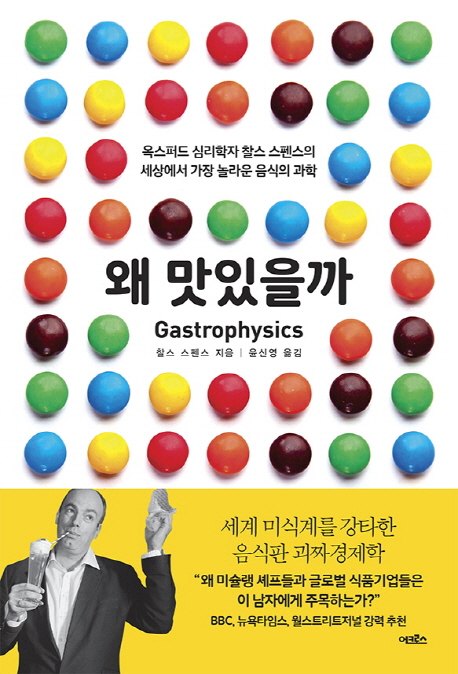 옥스퍼드 심리학자 찰스 스펜스의
세상에서 가장 놀라운 음식의 과학
왜 맛있을까
Gastrophysics
찰스 스펜스 지음 | 윤신영 옮김
세계 미식계를 강타한
음식판 괴짜경제학
“왜 미슐랭 셰프들과 글로벌 식품기업들은
이 남자에게 주목하는가?”
BBC, 뉴욕타임스, 월스트리트저널 강력 추천
어크로스